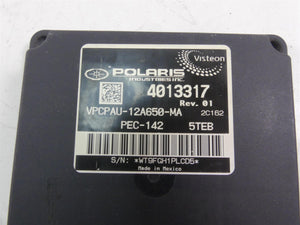 Visteon
POLARIS
INDUSTRIES INC.
4013317
Rev. 01
VPCPAU-12A650-MA 2C162
PEC-142 5TEB
S/N: *WT9FGH1PLCD5*
Made in Mexico